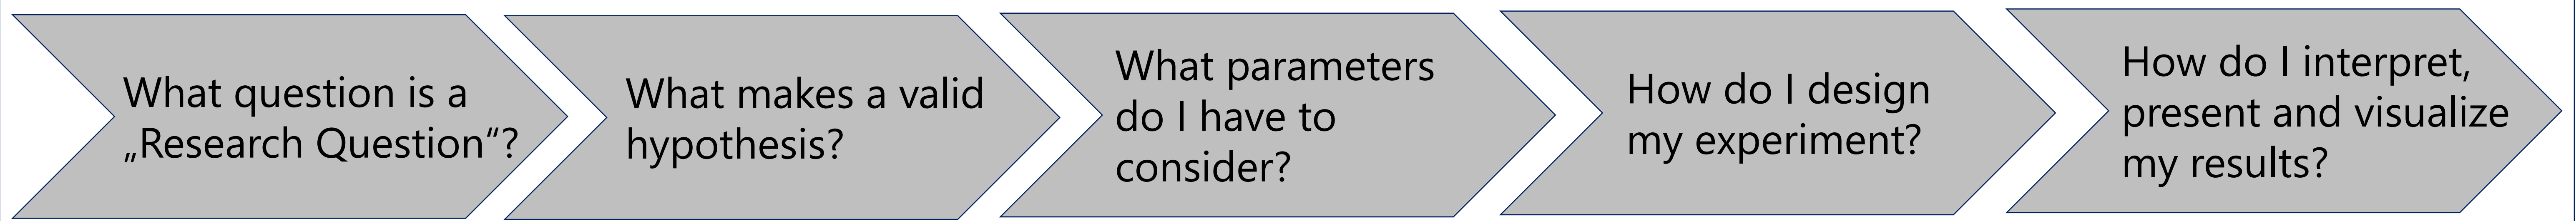 What question is a
„Research Question“?
What makes a valid
hypothesis?
What parameters
do I have to
consider?
How do I design
my experiment?
How do I interpret,
present and visualize
my results?